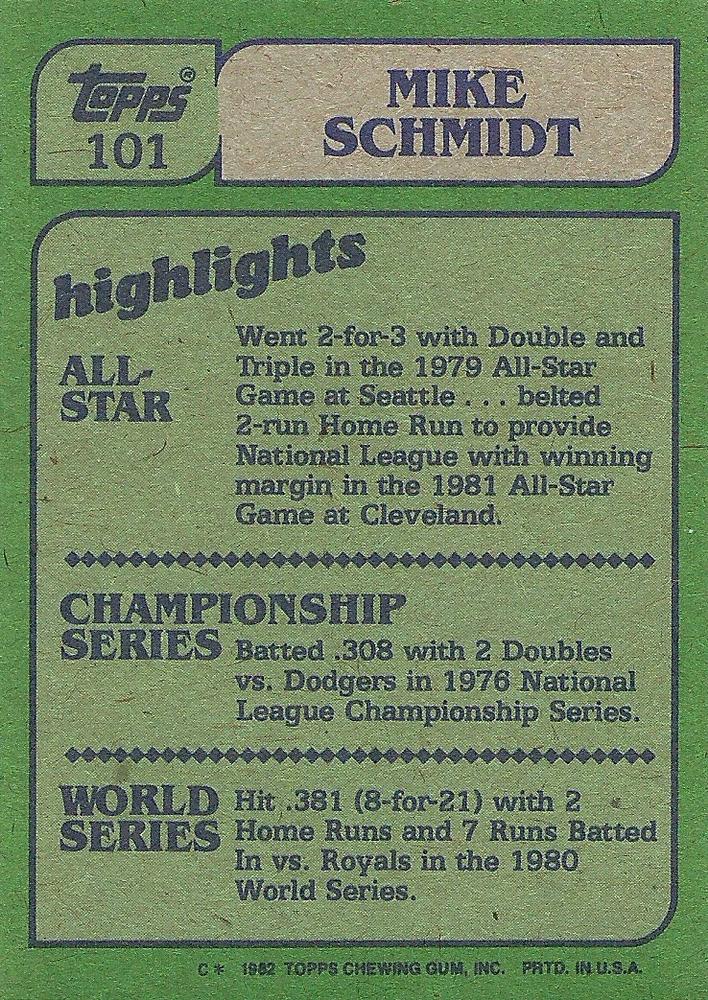 topps®
101
MIKE
SCHMIDT
highlights
ALL-
STAR
Went 2-for-3 with Double and
Triple in the 1979 All-Star
Game at Seattle . . . belted
2-run Home Run to provide
National League with winning
margin in the 1981 All-Star
Game at Cleveland.
CHAMPIONSHIP
SERIES
Batted .308 with 2 Doubles
vs. Dodgers in 1976 National
League Championship Series.
WORLD
SERIES
Hit .381 (8-for-21) with 2
Home Runs and 7 Runs Batted
In vs. Royals in the 1980
World Series.
C* 1982 TOPPS CHEWING GUM, INC. PRTD. IN U.S.A.